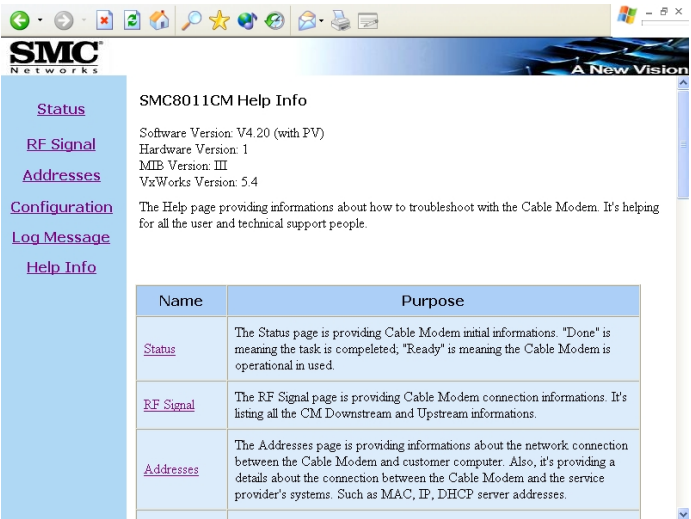 SMC
Networks
A New Vision
Status
RF Signal
Addresses
Configuration
Log Message
Help Info
SMC8011CM Help Info
Software Version: V4.20 (with PV)
Hardware Version: 1
MIB Version: III
VxWorks Version: 5.4
The Help page providing informations about how to troubleshoot with the Cable Modem. It's helping
for all the user and technical support people.
Name
Purpose
Status
The Status page is providing Cable Modem initial informations. "Done" is
meaning the task is compeleted; "Ready" is meaning the Cable Modem is
operational in used.
RF Signal
The RF Signal page is providing Cable Modem connection informations. It's
listing all the CM Downstream and Upstream informations.
Addresses
The Addresses page is providing informations about the network connection
between the Cable Modem and customer computer. Also, it's providing a
details about the connection between the Cable Modem and the service
provider's systems. Such as MAC, IP, DHCP server addresses.